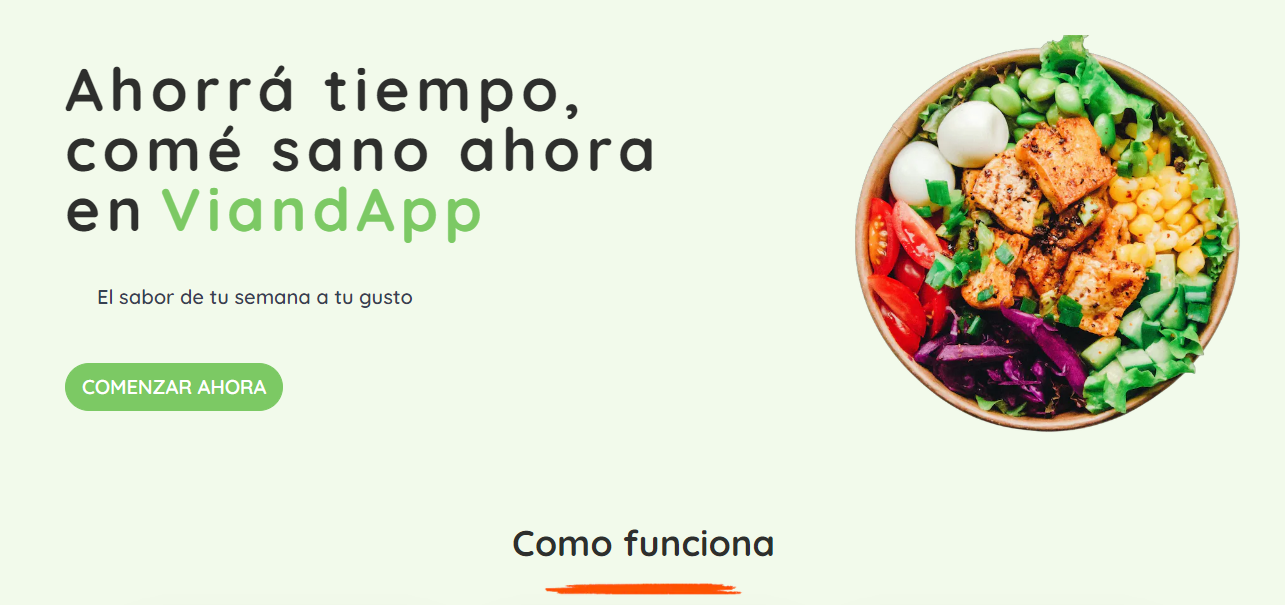 Ahorrá tiempo,
comé sano ahora
en ViandApp
El sabor de tu semana a tu gusto
COMENZAR AHORA
Como funciona